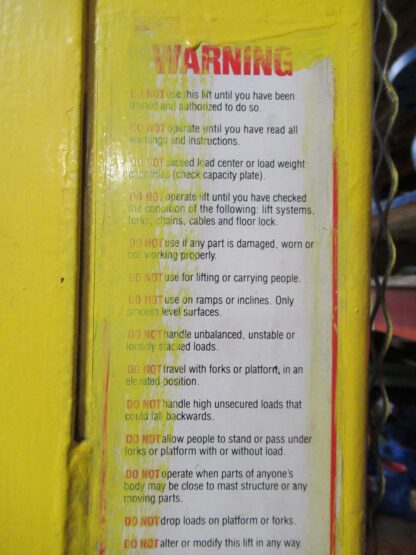 WARNING
DO NOT use this lift until you have been
trained and authorized to do so.
DO NOT operate until you have read all
warnings and instructions.
DO NOT exceed load center or load weight
capacities (check capacity plate).
DO NOT operate lift until you have checked
the condition of the following: lift systems,
forks, chains, cables and floor lock.
DO NOT use if any part is damaged, worn or
not working properly.
DO NOT use for lifting or carrying people.
DO NOT use on ramps or inclines. Only
smooth level surfaces.
DO NOT handle unbalanced, unstable or
loosely stacked loads.
DO NOT travel with forks or platform, in an
elevated position.
DO NOT handle high unsecured loads that
could fall backwards.
DO NOT allow people to stand or pass under
forks or platform with or without load.
DO NOT operate when parts of anyone's
body may be close to mast structure or any
moving parts.
DO NOT drop loads on platform or forks.
DO NOT alter or modify this lift in any way.